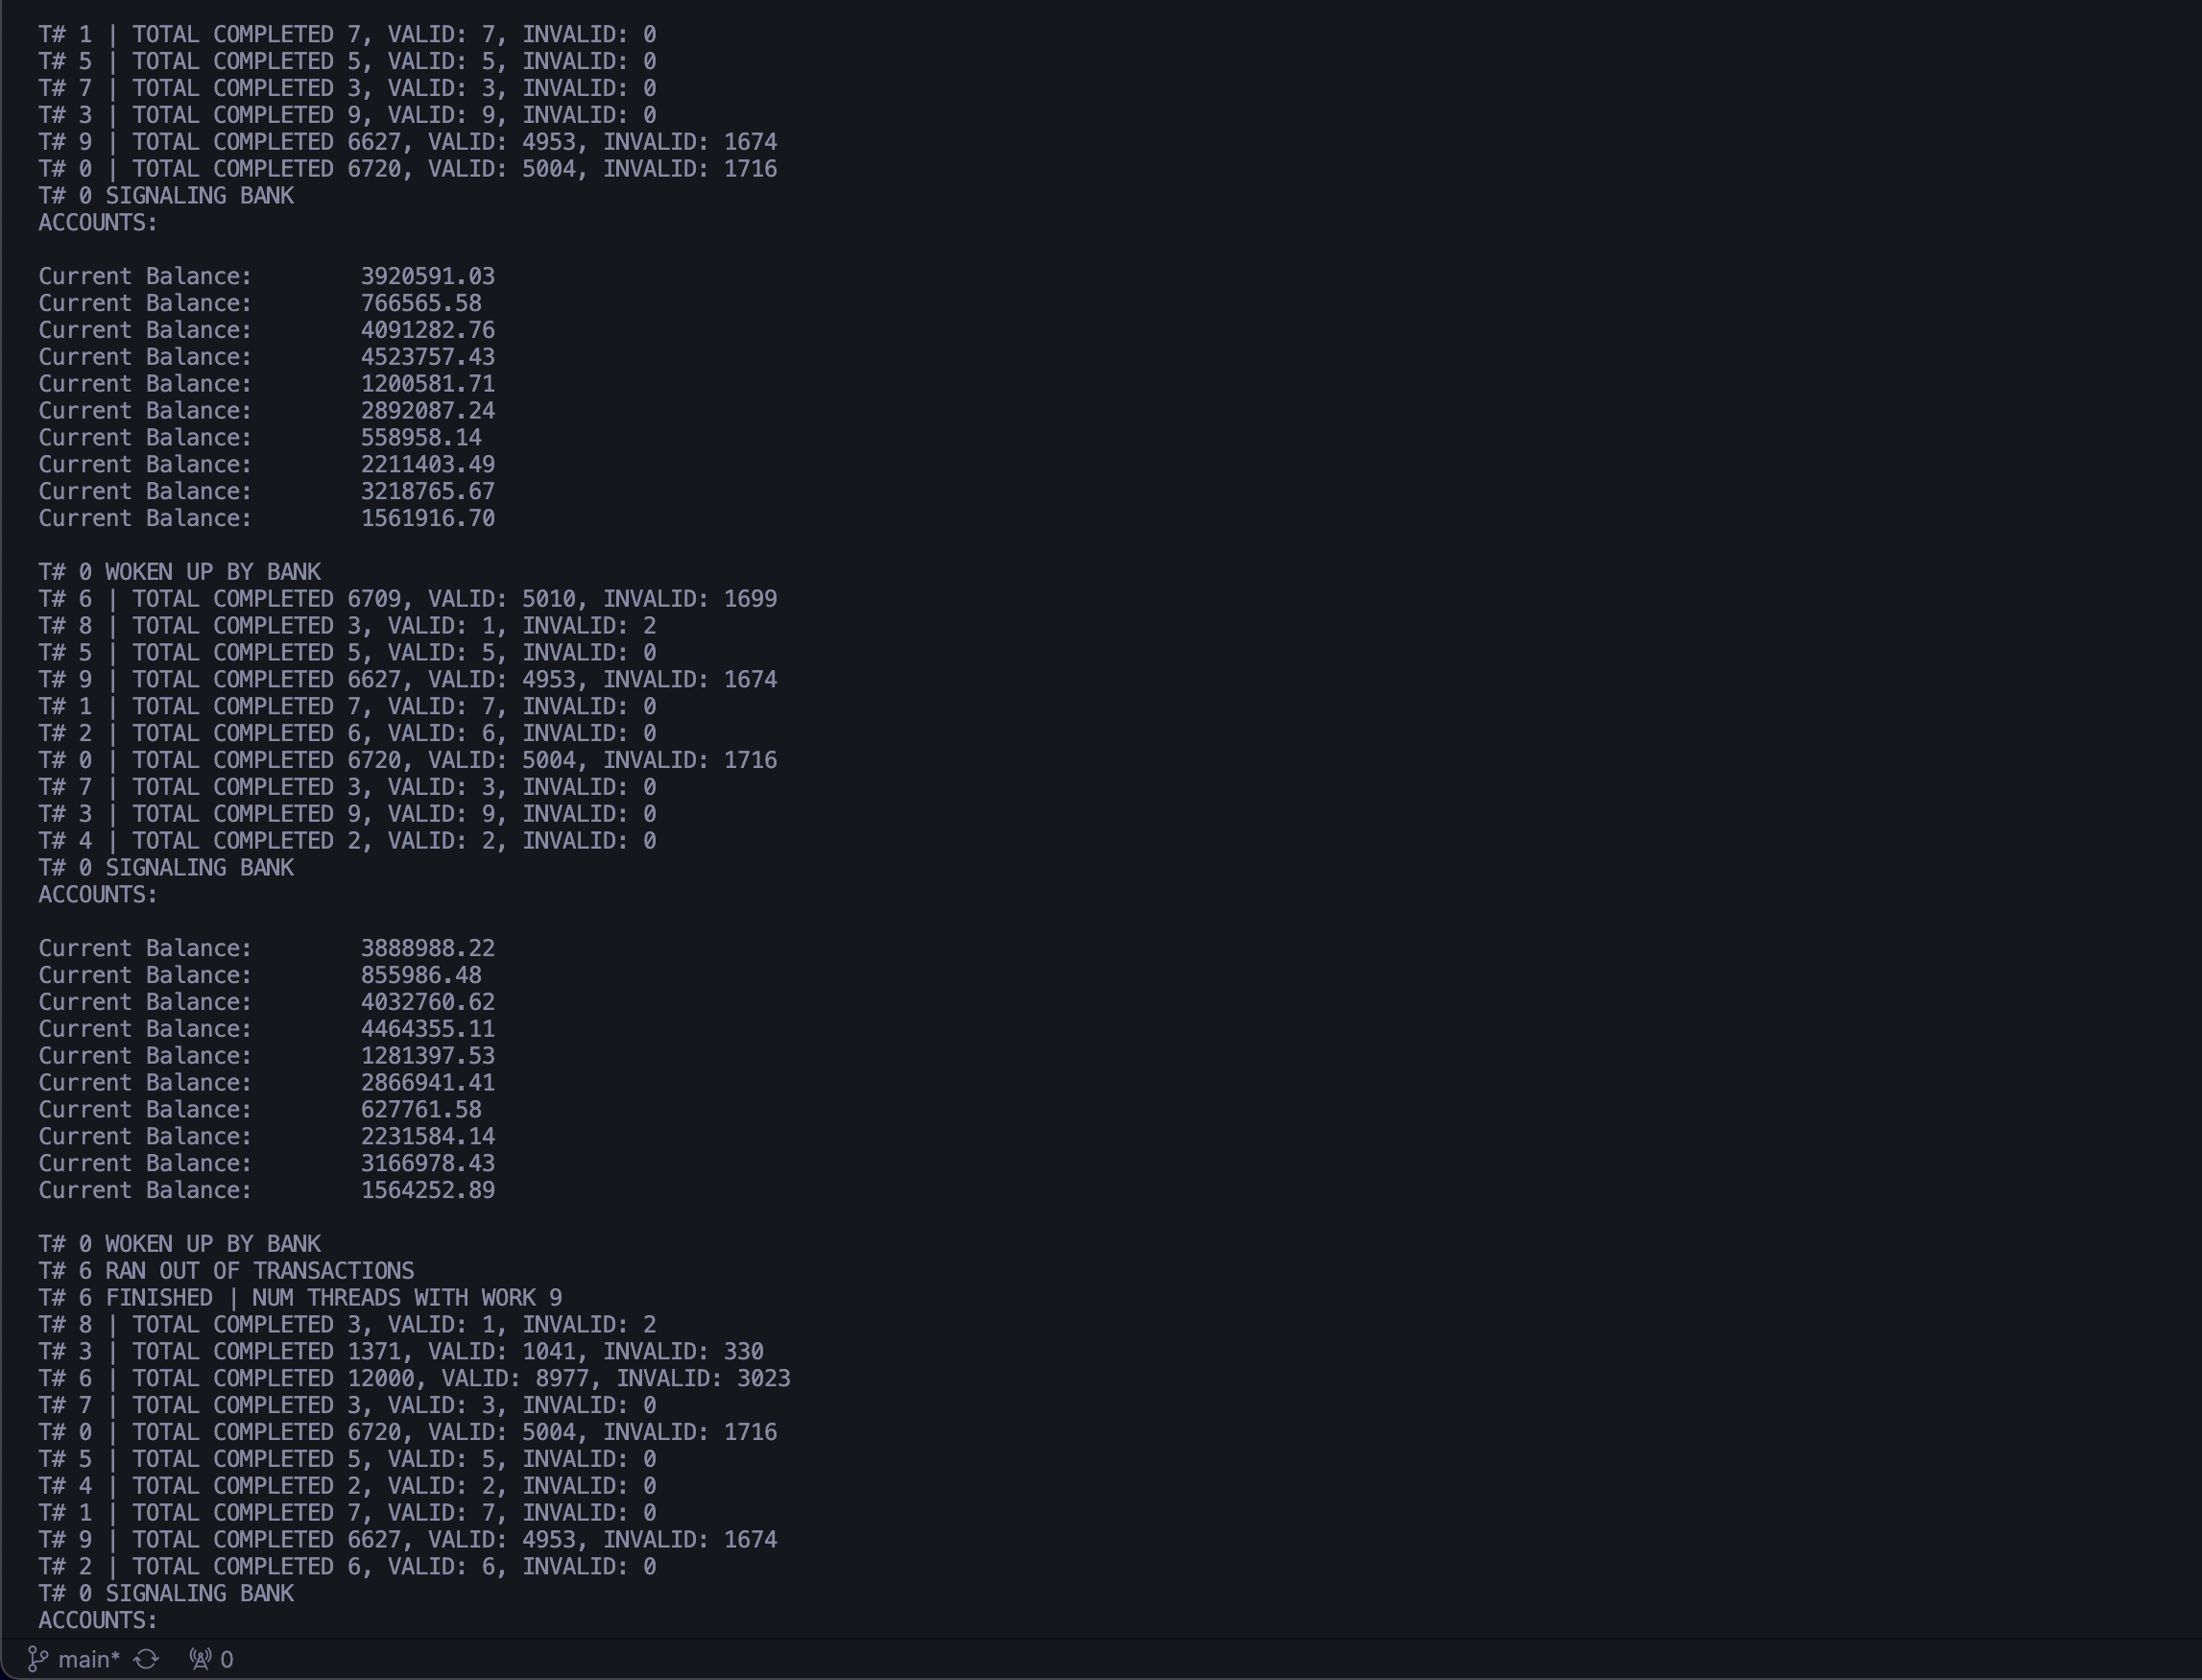 T# 1 | TOTAL COMPLETED 7, VALID: 7, INVALID: 0
T# 5 | TOTAL COMPLETED 5, VALID: 5, INVALID: 0
T# 7 | TOTAL COMPLETED 3, VALID: 3, INVALID: 0
T# 3 | TOTAL COMPLETED 9, VALID: 9, INVALID: 0
T# 9 | TOTAL COMPLETED 6627, VALID: 4953, INVALID: 1674
T# 0 | TOTAL COMPLETED 6720, VALID: 5004, INVALID: 1716
T# 0 SIGNALING BANK
ACCOUNTS:
Current Balance:        3920591.03
Current Balance:        766565.58
Current Balance:        4091282.76
Current Balance:        4523757.43
Current Balance:        1200581.71
Current Balance:        2892087.24
Current Balance:        558958.14
Current Balance:        2211403.49
Current Balance:        3218765.67
Current Balance:        1561916.70
T# 0 WOKEN UP BY BANK
T# 6 | TOTAL COMPLETED 6709, VALID: 5010, INVALID: 1699
T# 8 | TOTAL COMPLETED 3, VALID: 1, INVALID: 2
T# 5 | TOTAL COMPLETED 5, VALID: 5, INVALID: 0
T# 9 | TOTAL COMPLETED 6627, VALID: 4953, INVALID: 1674
T# 1 | TOTAL COMPLETED 7, VALID: 7, INVALID: 0
T# 2 | TOTAL COMPLETED 6, VALID: 6, INVALID: 0
T# 0 | TOTAL COMPLETED 6720, VALID: 5004, INVALID: 1716
T# 7 | TOTAL COMPLETED 3, VALID: 3, INVALID: 0
T# 3 | TOTAL COMPLETED 9, VALID: 9, INVALID: 0
T# 4 | TOTAL COMPLETED 2, VALID: 2, INVALID: 0
T# 0 SIGNALING BANK
ACCOUNTS:
Current Balance:        3888988.22
Current Balance:        855986.48
Current Balance:        4032760.62
Current Balance:        4464355.11
Current Balance:        1281397.53
Current Balance:        2866941.41
Current Balance:        627761.58
Current Balance:        2231584.14
Current Balance:        3166978.43
Current Balance:        1564252.89
T# 0 WOKEN UP BY BANK
T# 6 RAN OUT OF TRANSACTIONS
T# 6 FINISHED | NUM THREADS WITH WORK 9
T# 8 | TOTAL COMPLETED 3, VALID: 1, INVALID: 2
T# 3 | TOTAL COMPLETED 1371, VALID: 1041, INVALID: 330
T# 6 | TOTAL COMPLETED 12000, VALID: 8977, INVALID: 3023
T# 7 | TOTAL COMPLETED 3, VALID: 3, INVALID: 0
T# 0 | TOTAL COMPLETED 6720, VALID: 5004, INVALID: 1716
T# 5 | TOTAL COMPLETED 5, VALID: 5, INVALID: 0
T# 4 | TOTAL COMPLETED 2, VALID: 2, INVALID: 0
T# 1 | TOTAL COMPLETED 7, VALID: 7, INVALID: 0
T# 9 | TOTAL COMPLETED 6627, VALID: 4953, INVALID: 1674
T# 2 | TOTAL COMPLETED 6, VALID: 6, INVALID: 0
T# 0 SIGNALING BANK
ACCOUNTS:
main* 0